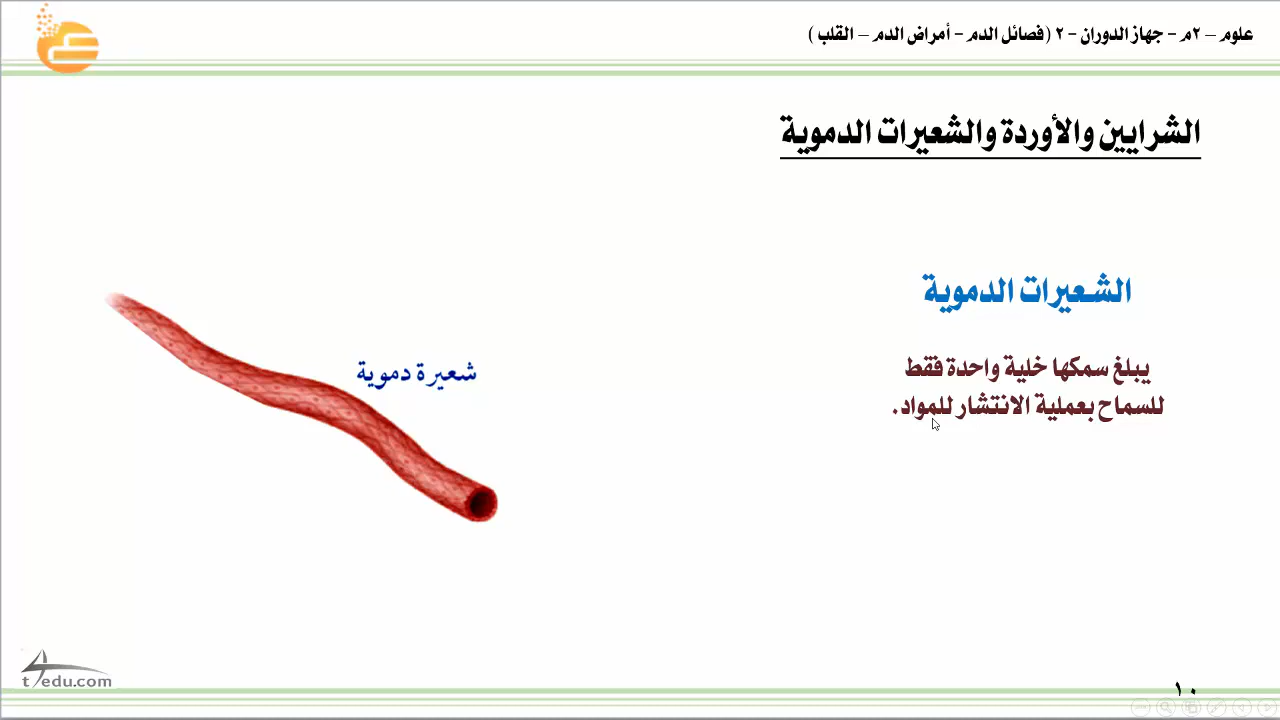 علوم – ٢م – جهاز الدوران – ٢ (فصائل الدم – أمراض الدم – القلب )
الشرايين والأوردة والشعيرات الدموية
الشعيرات الدموية
يبلغ سمكها خلية واحدة فقط
للسماح بعملية الانتشار للمواد.
شعيرة دموية
t4edu.com
١٠